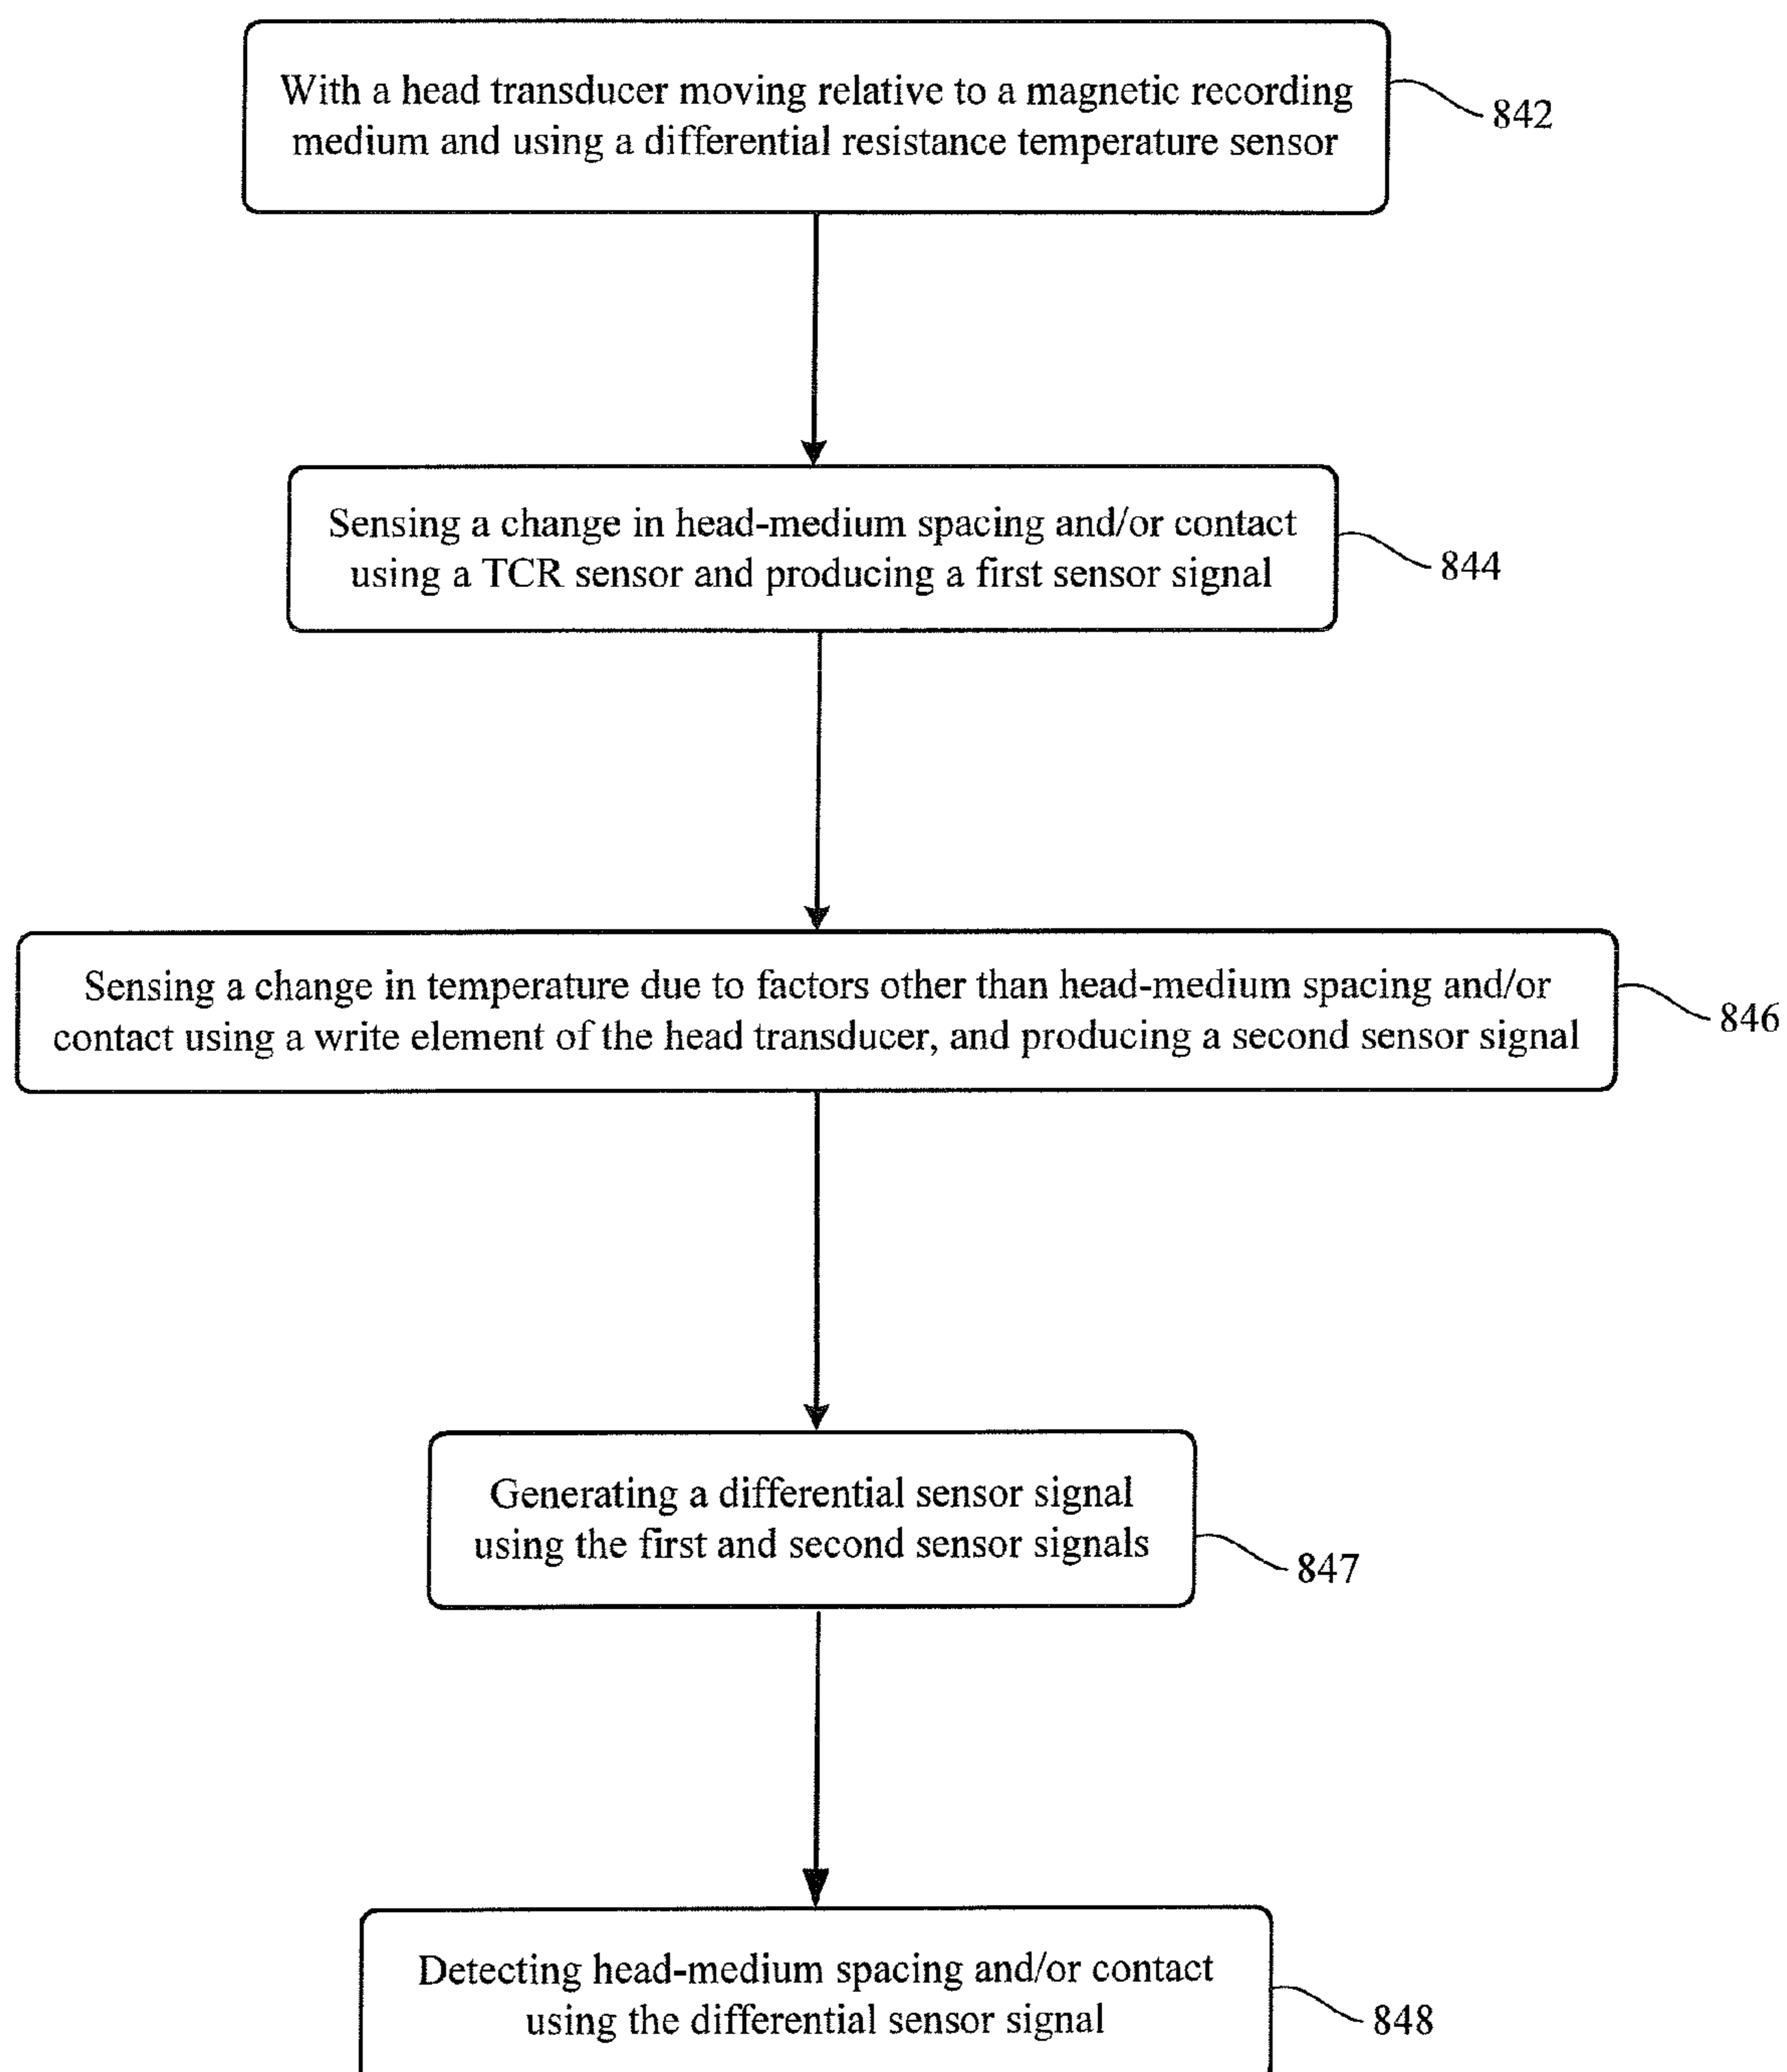 With a head transducer moving relative to a magnetic recording
medium and using a differential resistance temperature sensor
842
Sensing a change in head-medium spacing and/or contact
using a TCR sensor and producing a first sensor signal
844
Sensing a change in temperature due to factors other than head-medium spacing and/or
contact using a write element of the head transducer, and producing a second sensor signal
846
Generating a differential sensor signal
using the first and second sensor signals
847
Detecting head-medium spacing and/or contact
using the differential sensor signal
848